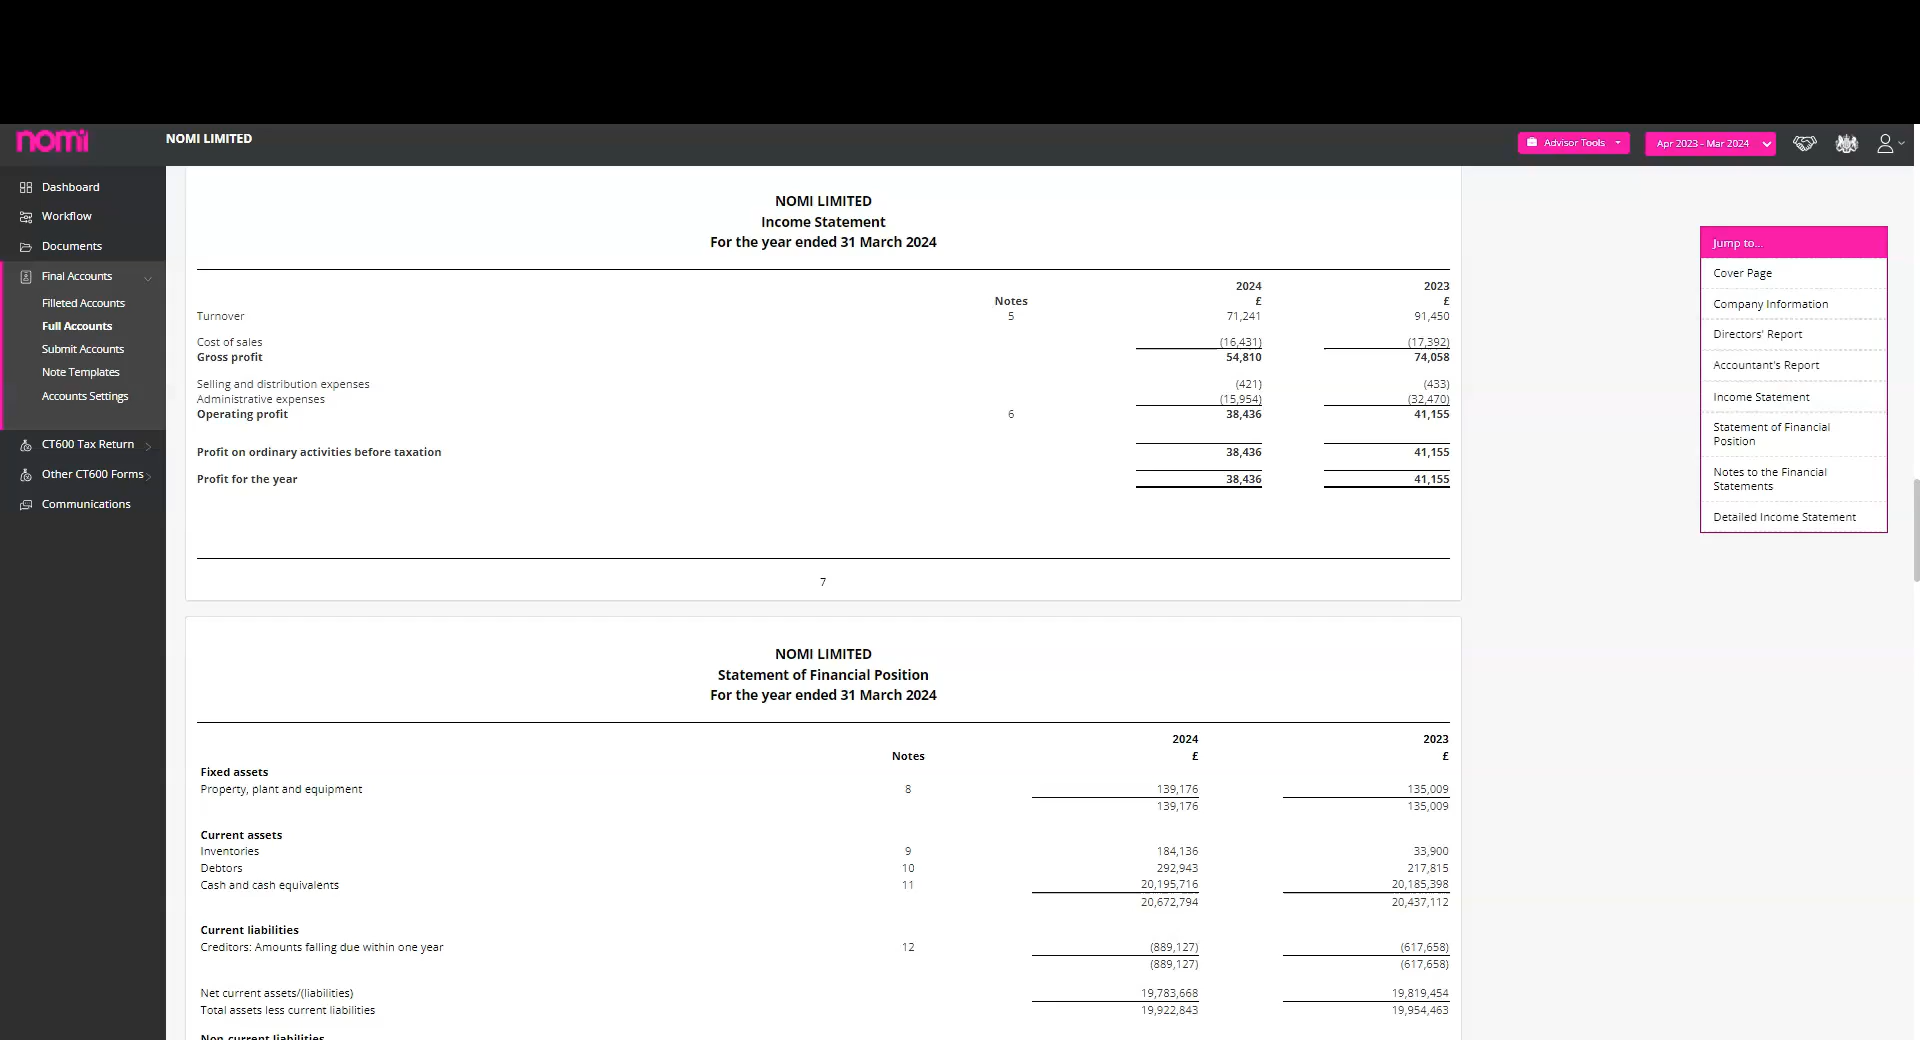 nomi
NOMI LIMITED
Advisor Tools
Apr 2023 - Mar 2024
Dashboard
Workflow
Documents
Final Accounts
Filleted Accounts
Full Accounts
Submit Accounts
Note Templates
Accounts Settings
CT600 Tax Return
Other CT600 Forms
Communications
NOMI LIMITED
Income Statement
For the year ended 31 March 2024
2024 2023
Notes £ £
Turnover 5 71,241 91,450
Cost of sales (16,431) (17,392)
Gross profit 54,810 74,058
Selling and distribution expenses (421) (433)
Administrative expenses (15,954) (32,470)
Operating profit 6 38,436 41,155
Profit on ordinary activities before taxation 38,436 41,155
Profit for the year 38,436 41,155
7
NOMI LIMITED
Statement of Financial Position
For the year ended 31 March 2024
2024 2023
Notes £ £
Fixed assets
Property, plant and equipment 8 139,176 135,009
139,176 135,009
Current assets
Inventories 9 184,136 33,900
Debtors 10 292,943 217,815
Cash and cash equivalents 11 20,195,716 20,185,398
20,672,794 20,437,112
Current liabilities
Creditors: Amounts falling due within one year 12 (889,127) (617,658)
(889,127) (617,658)
Net current assets/(liabilities) 19,783,668 19,819,454
Total assets less current liabilities 19,922,843 19,954,463
Non-current liabilities
Jump to...
Cover Page
Company Information
Directors' Report
Accountant's Report
Income Statement
Statement of Financial
Position
Notes to the Financial
Statements
Detailed Income Statement